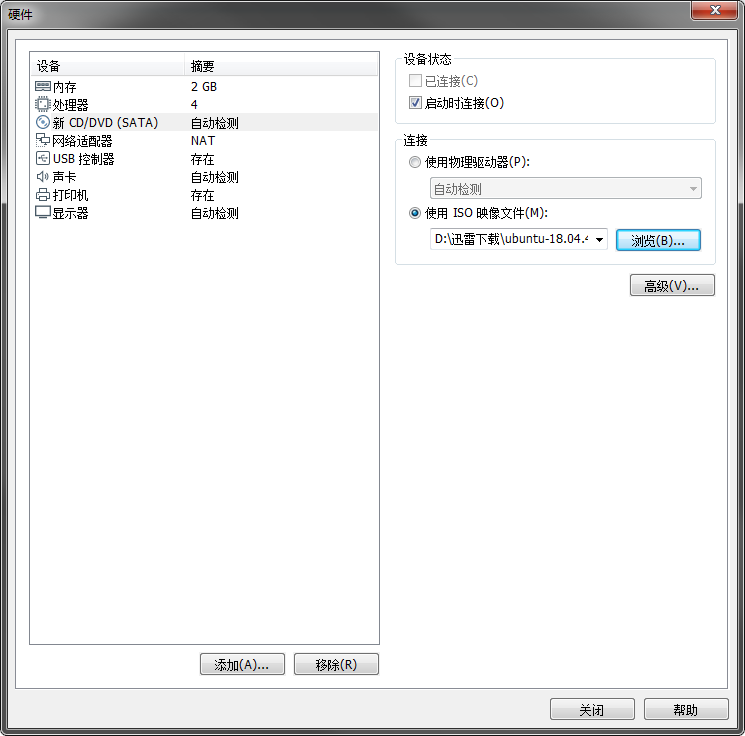 硬件
设备 摘要
内存 2 GB
处理器 4
新 CD/DVD (SATA) 自动检测
网络适配器 NAT
USB 控制器 存在
声卡 自动检测
打印机 存在
显示器 自动检测
添加(A)... 移除(R)
设备状态
已连接(C)
启动时连接(O)
连接
使用物理驱动器(P):
自动检测
使用 ISO 映像文件(M):
D:\迅雷下载\ubuntu-18.04.4 浏览(B)...
高级(V)...
关闭 帮助